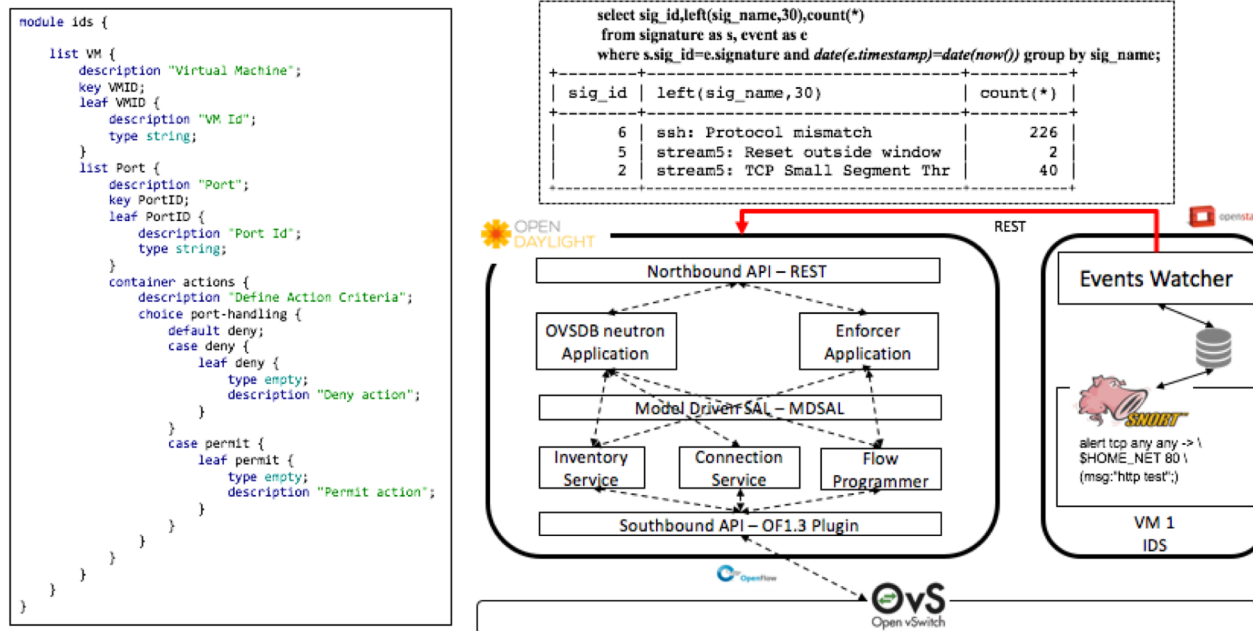 module ids {
list VM {
description "Virtual Machine";
key VMID;
leaf VMID {
description "VM Id";
type string;
}
list Port {
description "Port";
key PortID;
leaf PortID {
description "Port Id";
type string;
}
container actions {
description "Define Action Criteria";
choice port-handling {
default deny;
case deny {
leaf deny {
type empty;
description "Deny action";
}
}
case permit {
leaf permit {
type empty;
description "Permit action";
}
}
}
}
}
}
}
select sig_id,left(sig_name,30),count(*)
from signature as s, event as e
where s.sig_id=e.signature and date(e.timestamp)=date(now()) group by sig_name;
+--------+------------------------------+----------+
| sig_id | left(sig_name,30) | count(*) |
+--------+------------------------------+----------+
| 6 | ssh: Protocol mismatch | 226 |
| 5 | stream5: Reset outside window | 2 |
| 2 | stream5: TCP Small Segment Thr | 40 |
+--------+------------------------------+----------+
OPEN
DAYLIGHT
REST
opensta
Northbound API – REST
OVSDB neutron
Application
Enforcer
Application
Model Driven SAL – MDSAL
Inventory
Service
Connection
Service
Flow
Programmer
Southbound API – OF1.3 Plugin
Events Watcher
SNORT
alert tcp any any -> \
$HOME_NET 80 \
(msg:"http test";)
VM 1
IDS
OpenFlow
OvS
Open vSwitch